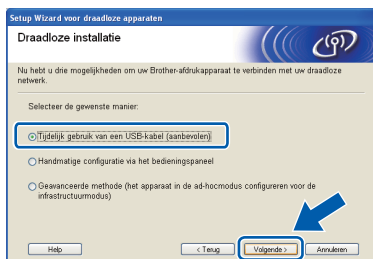 Setup Wizard voor draadloze apparaten
Draadloze installatie
Nu hebt u drie mogelijkheden om uw Brother-afdrukapparaat te verbinden met uw draadloze
netwerk.
Selecteer de gewenste manier:
Tijdelijk gebruik van een USB-kabel (aanbevolen)
Handmatige configuratie via het bedieningspaneel
Geavanceerde methode (het apparaat in de ad-hocmodus configureren voor de
infrastructuurmodus)
Help
< Terug
Volgende >
Annuleren